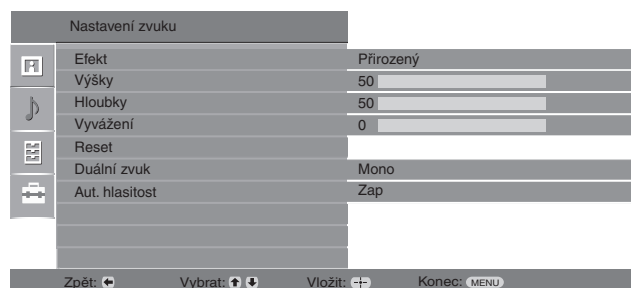 Nastavení zvuku
Efekt Přirozený
Výšky 50
Hloubky 50
Vyvážení 0
Reset
Duální zvuk Mono
Aut. hlasitost Zap
Zpět: Vybrat: Vložit: Konec: MENU